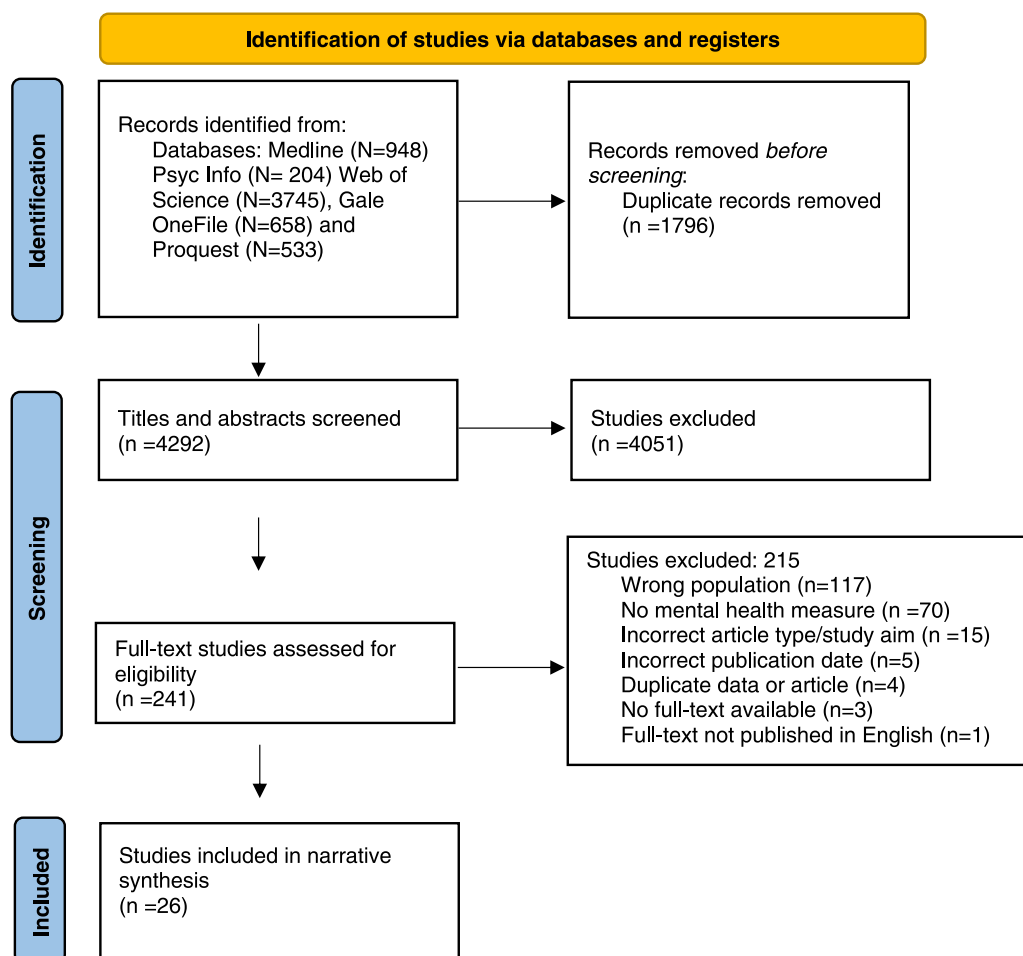 Identification of studies via databases and registers
Identification
Records identified from:
Databases: Medline (N=948)
Psyc Info (N= 204) Web of
Science (N=3745), Gale
OneFile (N=658) and
Proquest (N=533)
Records removed before
screening:
Duplicate records removed
(n =1796)
Screening
Titles and abstracts screened
(n =4292)
Studies excluded
(n =4051)
Full-text studies assessed for
eligibility
(n =241)
Studies excluded: 215
Wrong population (n=117)
No mental health measure (n =70)
Incorrect article type/study aim (n =15)
Incorrect publication date (n=5)
Duplicate data or article (n=4)
No full-text available (n=3)
Full-text not published in English (n=1)
Included
Studies included in narrative
synthesis
(n =26)